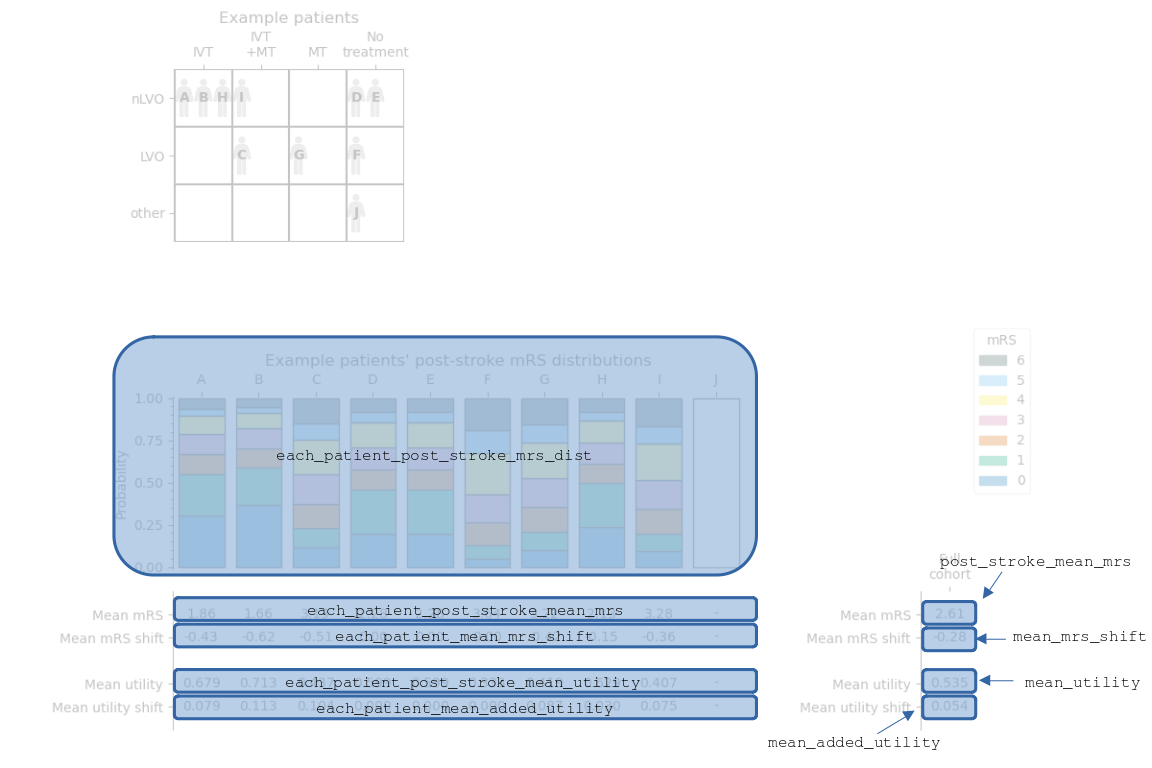 Example patients
IVT
IVT
+MT
MT
No
treatment
nLVO
A B H I D E
LVO
C G F
other
J
Example patients' post-stroke mRS distributions
A B C D E F G H I J
Probability
1.00
0.75
0.50
0.25
0.00
each_patient_post_stroke_mrs_dist
mRS
6
5
4
3
2
1
0
Full
cohort
post_stroke_mean_mrs
Mean mRS 1.86 1.66 each_patient_post_stroke_mean_mrs 3.28 -
Mean mRS 2.61
Mean mRS shift -0.43 -0.62 -0.51 each_patient_mean_mrs_shift -0.36 -
Mean mRS shift -0.28 mean_mrs_shift
Mean utility 0.679 0.713 each_patient_post_stroke_mean_utility 0.407 -
Mean utility 0.535 mean_utility
Mean utility shift 0.079 0.113 each_patient_mean_added_utility 0.075 -
Mean utility shift 0.054
mean_added_utility